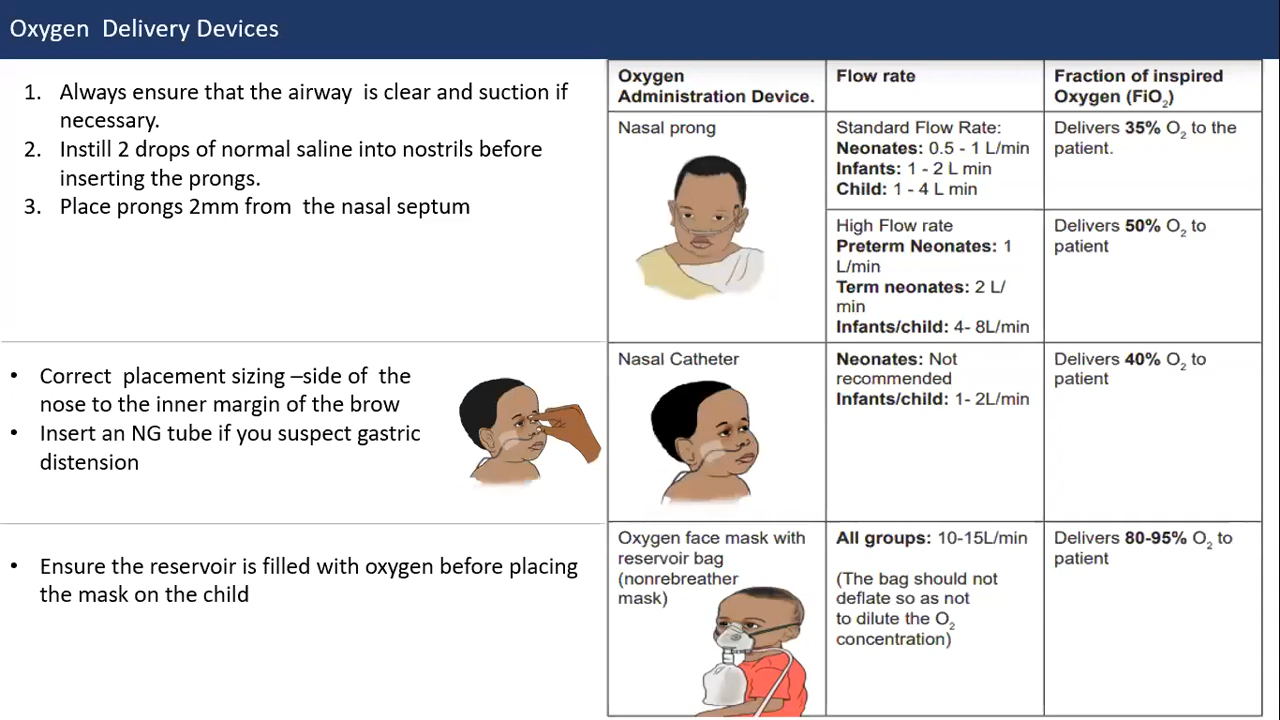 Oxygen  Delivery Devices
1. Always ensure that the airway  is clear and suction if
necessary.
2. Instill 2 drops of normal saline into nostrils before
inserting the prongs.
3. Place prongs 2mm from  the nasal septum
• Correct  placement sizing –side of  the
nose to the inner margin of the brow
• Insert an NG tube if you suspect gastric
distension
• Ensure the reservoir is filled with oxygen before placing
the mask on the child
Oxygen
Administration Device.
Flow rate
Fraction of inspired
Oxygen (FiO₂)
Nasal prong
Standard Flow Rate:
Neonates: 0.5 - 1 L/min
Infants: 1 - 2 L min
Child: 1 - 4 L min
Delivers 35% O₂ to the
patient.
High Flow rate
Preterm Neonates: 1
L/min
Term neonates: 2 L/
min
Infants/child: 4- 8L/min
Delivers 50% O₂ to
patient
Nasal Catheter
Neonates: Not
recommended
Infants/child: 1- 2L/min
Delivers 40% O₂ to
patient
Oxygen face mask with
reservoir bag
(nonrebreather
mask)
All groups: 10-15L/min
(The bag should not
deflate so as not
to dilute the O₂
concentration)
Delivers 80-95% O₂ to
patient